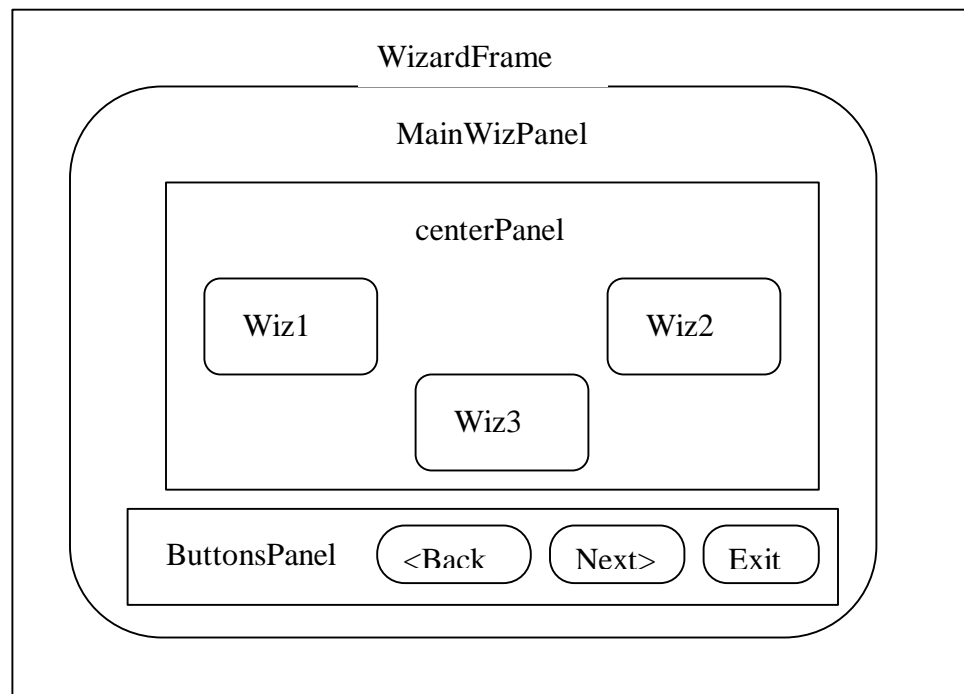 WizardFrame
MainWizPanel
centerPanel
Wiz1
Wiz2
Wiz3
ButtonsPanel <Back Next> Exit